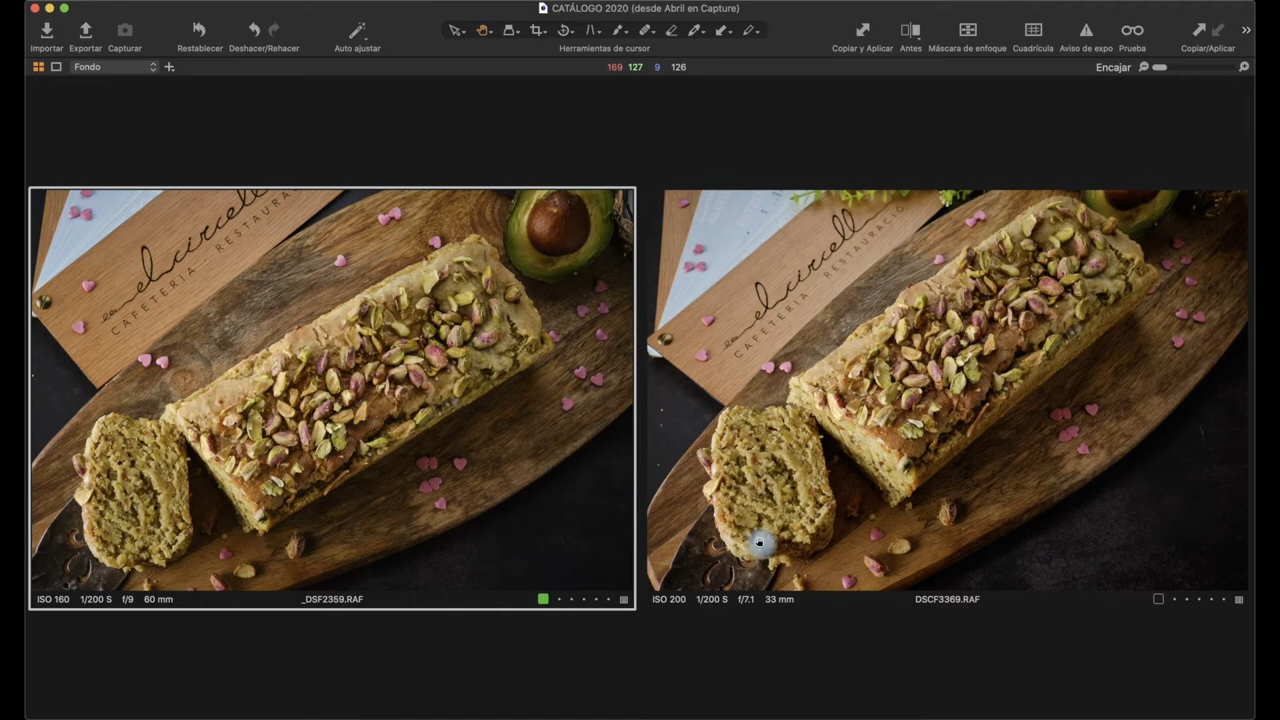 CATÁLOGO 2020 (desde Abril en Capture)
Importar Exportar Capturar Restablecer Deshacer/Rehacer Auto ajustar Herramientas de cursor Copiar y Aplicar Antes Máscara de enfoque Cuadrícula Aviso de expo Prueba Copiar/Aplicar
Fondo 169 127 9 126 Encajar
elcircell
CAFETERIA · RESTAURA
elcircell
CAFETERIA · RESTAURACIO
ISO 160 1/200 S f/9 60 mm _DSF2359.RAF
ISO 200 1/200 S f/7.1 33 mm DSCF3369.RAF